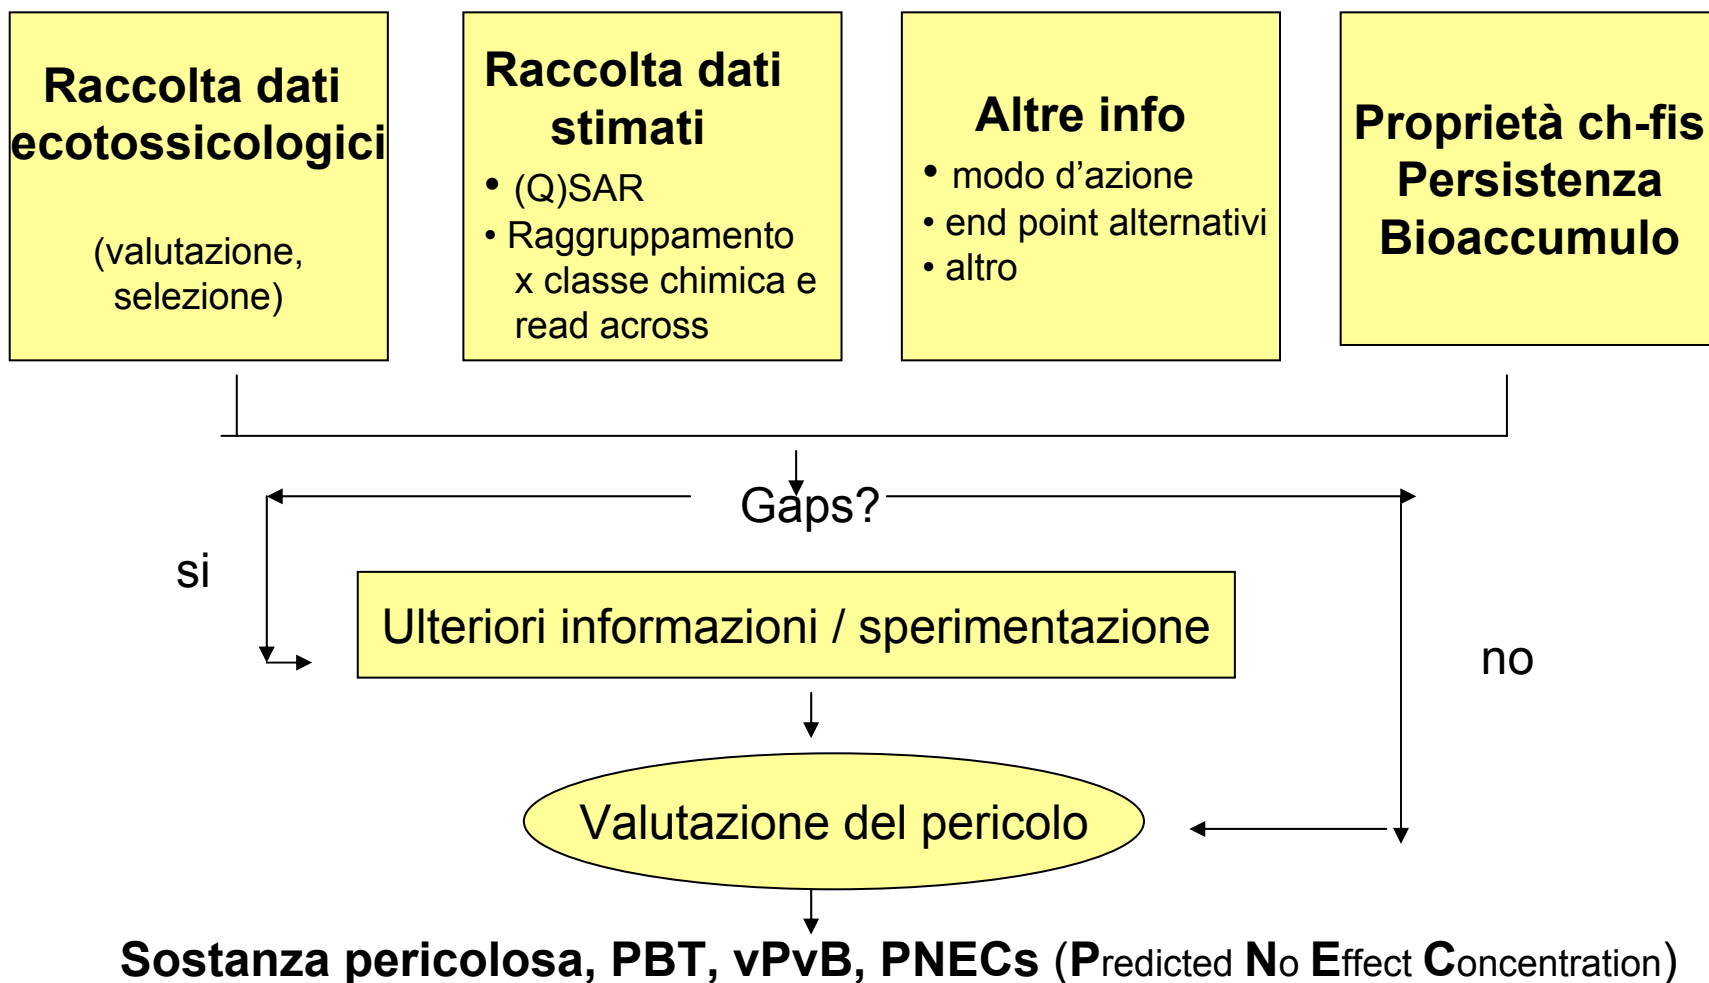 Raccolta dati
ecotossicologici
(valutazione,
selezione)
Raccolta dati
stimati
• (Q)SAR
• Raggruppamento
x classe chimica e
read across
Altre info
• modo d’azione
• end point alternativi
• altro
Proprietà ch-fis
Persistenza
Bioaccumulo
Gaps?
si
Ulteriori informazioni / sperimentazione
no
Valutazione del pericolo
Sostanza pericolosa, PBT, vPvB, PNECs (Predicted No Effect Concentration)